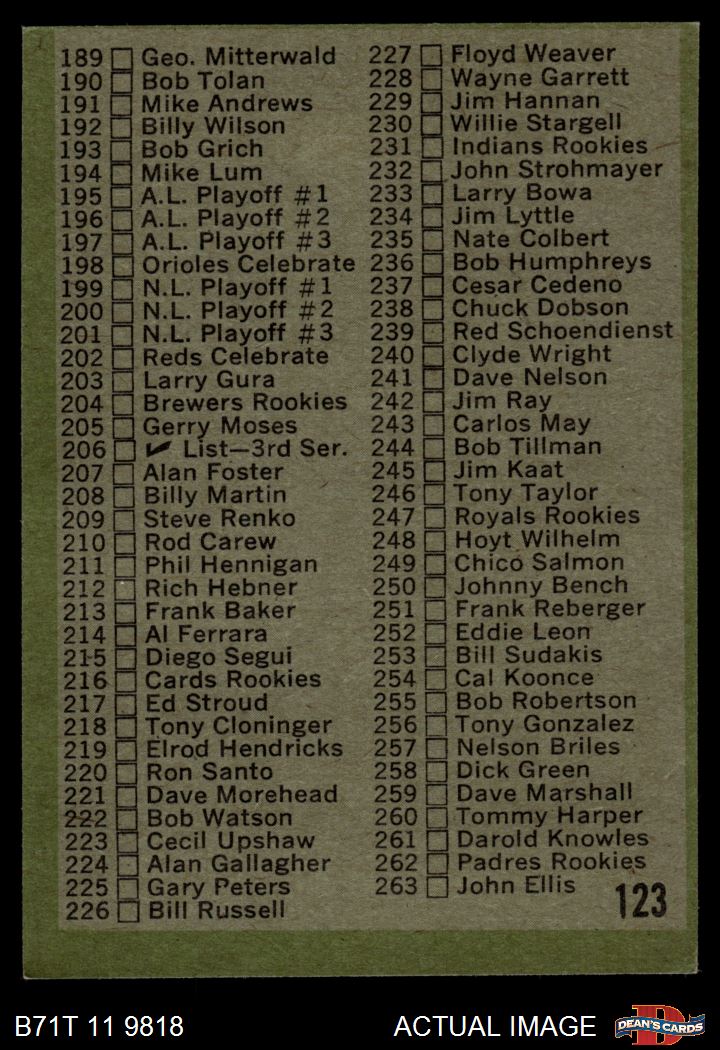 189 Geo. Mitterwald
190 Bob Tolan
191 Mike Andrews
192 Billy Wilson
193 Bob Grich
194 Mike Lum
195 A.L. Playoff #1
196 A.L. Playoff #2
197 A.L. Playoff #3
198 Orioles Celebrate
199 N.L. Playoff #1
200 N.L. Playoff #2
201 N.L. Playoff #3
202 Reds Celebrate
203 Larry Gura
204 Brewers Rookies
205 Gerry Moses
206 ✔ List—3rd Ser.
207 Alan Foster
208 Billy Martin
209 Steve Renko
210 Rod Carew
211 Phil Hennigan
212 Rich Hebner
213 Frank Baker
214 Al Ferrara
215 Diego Segui
216 Cards Rookies
217 Ed Stroud
218 Tony Cloninger
219 Elrod Hendricks
220 Ron Santo
221 Dave Morehead
222 Bob Watson
223 Cecil Upshaw
224 Alan Gallagher
225 Gary Peters
226 Bill Russell
227 Floyd Weaver
228 Wayne Garrett
229 Jim Hannan
230 Willie Stargell
231 Indians Rookies
232 John Strohmayer
233 Larry Bowa
234 Jim Lyttle
235 Nate Colbert
236 Bob Humphreys
237 Cesar Cedeno
238 Chuck Dobson
239 Red Schoendienst
240 Clyde Wright
241 Dave Nelson
242 Jim Ray
243 Carlos May
244 Bob Tillman
245 Jim Kaat
246 Tony Taylor
247 Royals Rookies
248 Hoyt Wilhelm
249 Chico Salmon
250 Johnny Bench
251 Frank Reberger
252 Eddie Leon
253 Bill Sudakis
254 Cal Koonce
255 Bob Robertson
256 Tony Gonzalez
257 Nelson Briles
258 Dick Green
259 Dave Marshall
260 Tommy Harper
261 Darold Knowles
262 Padres Rookies
263 John Ellis
123
B71T 11 9818
ACTUAL IMAGE
D
DEAN'S CARDS